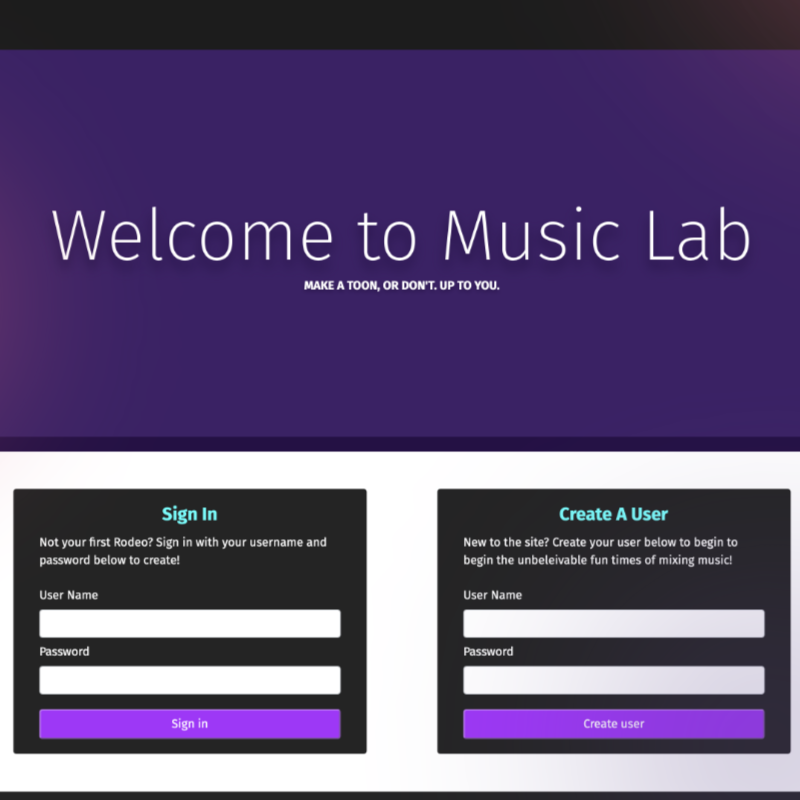 Welcome to Music Lab
MAKE A TOON, OR DON'T. UP TO YOU.
Sign In
Not your first Rodeo? Sign in with your username and
password below to create!
User Name
Password
Sign in
Create A User
New to the site? Create your user below to begin to
begin the unbeleivable fun times of mixing music!
User Name
Password
Create user